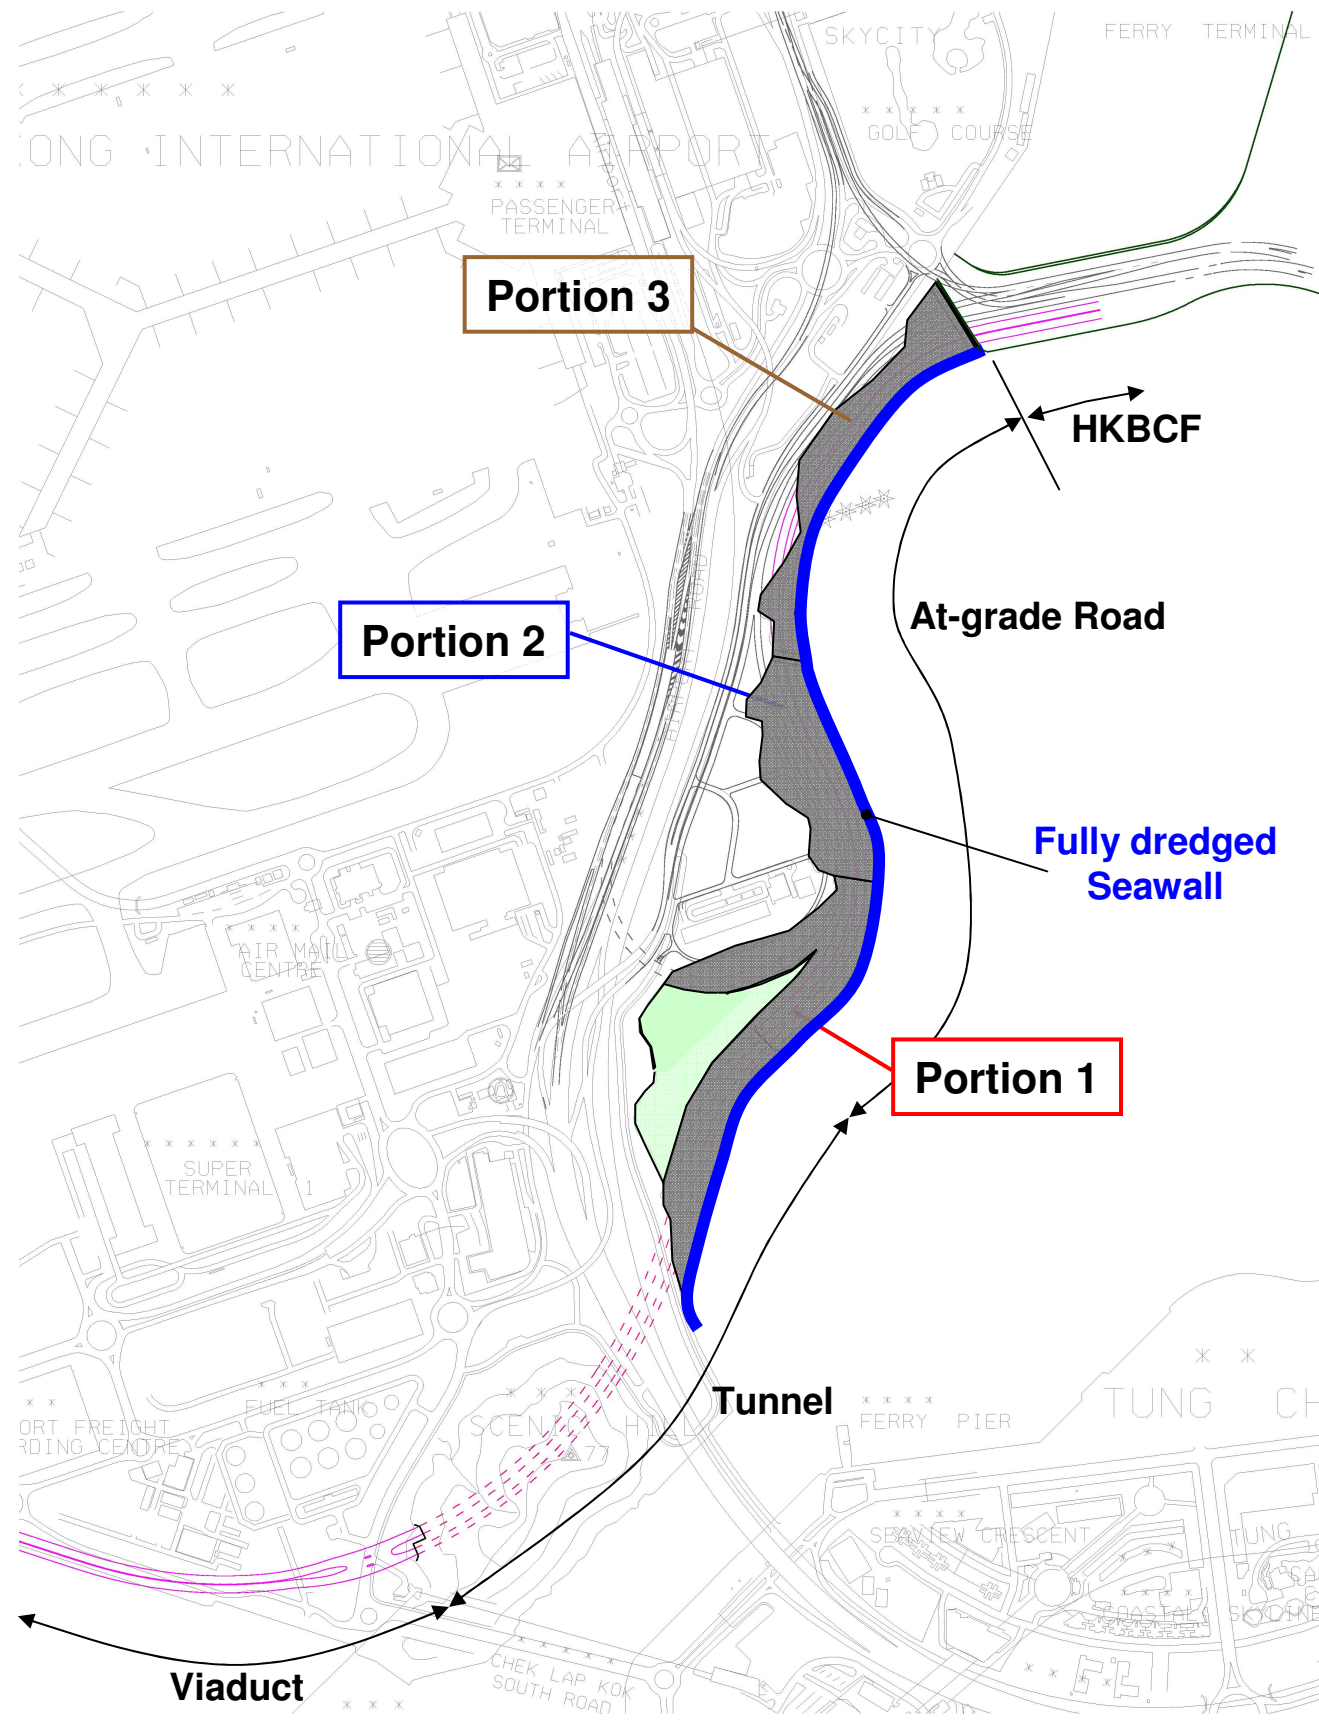 SKYCITY
FERRY TERMINAL
GOLF COURSE
ONG INTERNATIONAL AIRPORT
PASSENGER
TERMINAL
Portion 3
HKBCF
At-grade Road
Portion 2
ROAD
Fully dredged
Seawall
AIR MAIL
CENTRE
Portion 1
SUPER
TERMINAL 1
Tunnel
FUEL TANK
SCENIC HILL
77
FERRY PIER
TUNG CH
ORT FREIGHT
RDING CENTRE
SEAVIEW CRESCENT
TUNG
COASTAL SKYLINE
CHEK LAP KOK
SOUTH ROAD
Viaduct